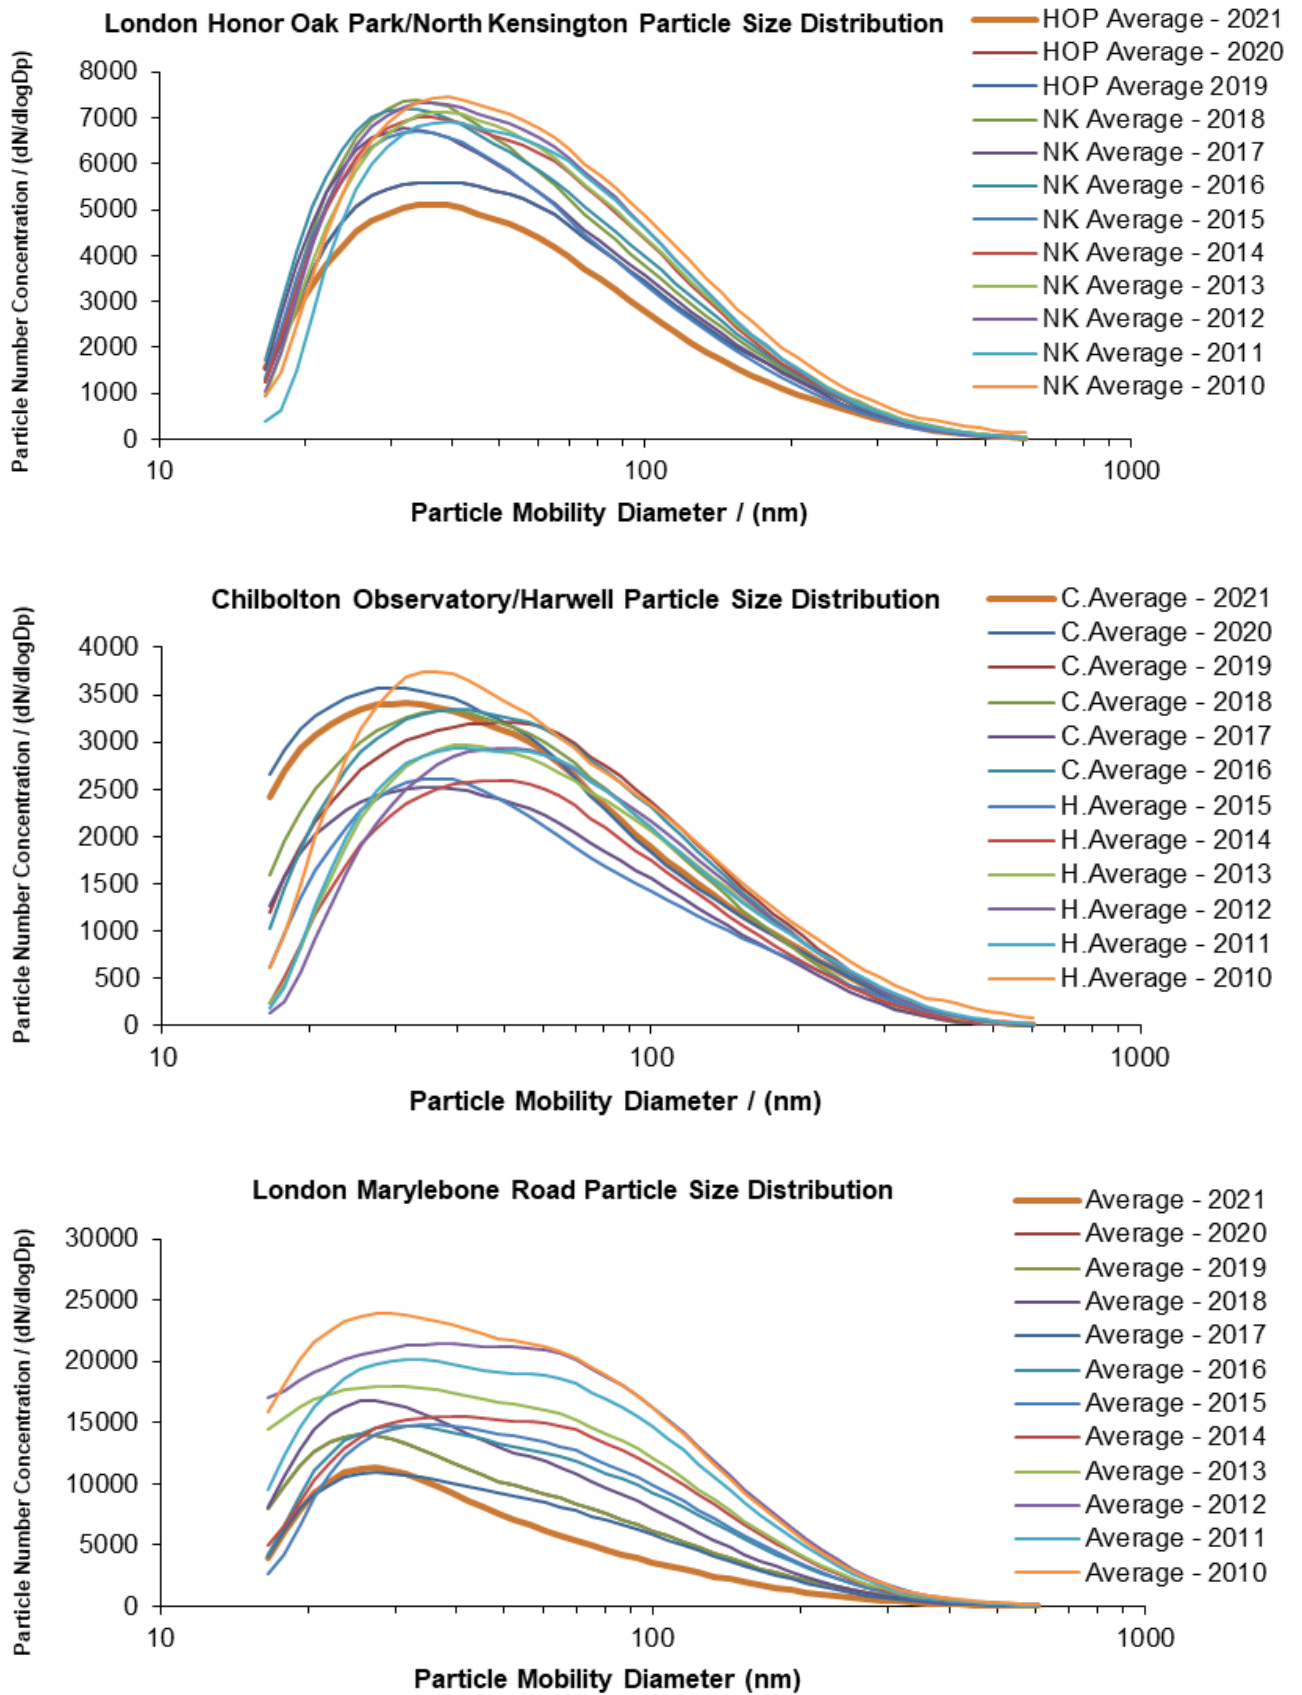 London Honor Oak Park/North Kensington Particle Size Distribution
Particle Number Concentration / (dN/dlogDp)
8000
7000
6000
5000
4000
3000
2000
1000
0
10
100
1000
Particle Mobility Diameter / (nm)
HOP Average - 2021
HOP Average - 2020
HOP Average 2019
NK Average - 2018
NK Average - 2017
NK Average - 2016
NK Average - 2015
NK Average - 2014
NK Average - 2013
NK Average - 2012
NK Average - 2011
NK Average - 2010
Chilbolton Observatory/Harwell Particle Size Distribution
Particle Number Concentration / (dN/dlogDp)
4000
3500
3000
2500
2000
1500
1000
500
0
10
100
1000
Particle Mobility Diameter / (nm)
C.Average - 2021
C.Average - 2020
C.Average - 2019
C.Average - 2018
C.Average - 2017
C.Average - 2016
H.Average - 2015
H.Average - 2014
H.Average - 2013
H.Average - 2012
H.Average - 2011
H.Average - 2010
London Marylebone Road Particle Size Distribution
Particle Number Concentration / (dN/dlogDp)
30000
25000
20000
15000
10000
5000
0
10
100
1000
Particle Mobility Diameter (nm)
Average - 2021
Average - 2020
Average - 2019
Average - 2018
Average - 2017
Average - 2016
Average - 2015
Average - 2014
Average - 2013
Average - 2012
Average - 2011
Average - 2010